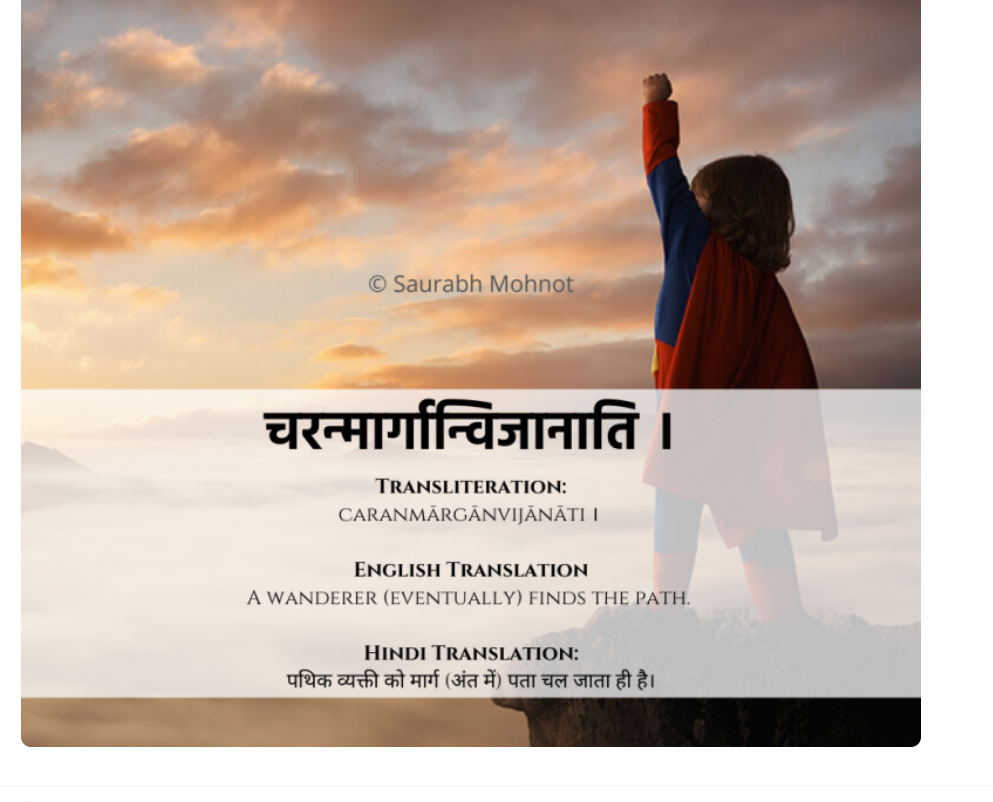 © Saurabh Mohnot
चरन्मार्गान्विजानाति ।
Transliteration:
caranmārgānvijānāti ।
English Translation
A wanderer (eventually) finds the path.
Hindi Translation:
पथिक व्यक्ती को मार्ग (अंत में) पता चल जाता ही है।